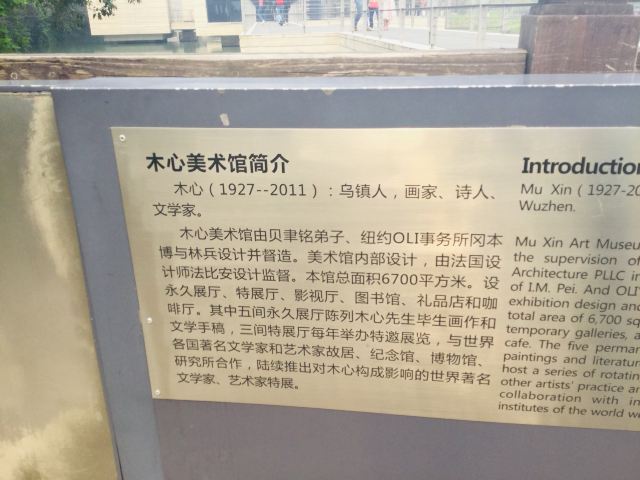 木心美术馆简介
木心（1927--2011）：乌镇人，画家、诗人、
文学家。
木心美术馆由贝聿铭弟子、纽约OLI事务所冈本
博与林兵设计并督造。美术馆内部设计，由法国设
计师法比安设计监督。本馆总面积6700平方米。设
永久展厅、特展厅、影视厅、图书馆、礼品店和咖
啡厅。其中五间永久展厅陈列木心先生毕生画作和
文学手稿，三间特展厅每年举办特邀展览，与世界
各国著名文学家和艺术家故居、纪念馆、博物馆、
研究所合作，陆续推出对木心构成影响的世界著名
文学家、艺术家特展。
Introduction
Mu Xin (1927-20
Wuzhen.
Mu Xin Art Museu
the supervision of
Architecture PLLC in
of I.M. Pei. And OLI
exhibition design and
total area of 6,700 sq
temporary galleries, a
cafe. The five perman
paintings and literatur
host a series of rotatin
other artists' practice an
collaboration with in
institutes of the world w